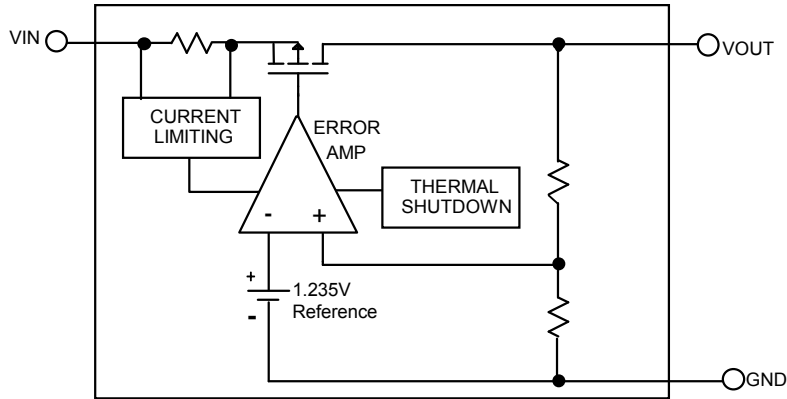 VIN
VOUT
CURRENT
LIMITING
ERROR
AMP
THERMAL
SHUTDOWN
- +
+
1.235V
Reference
-
GND